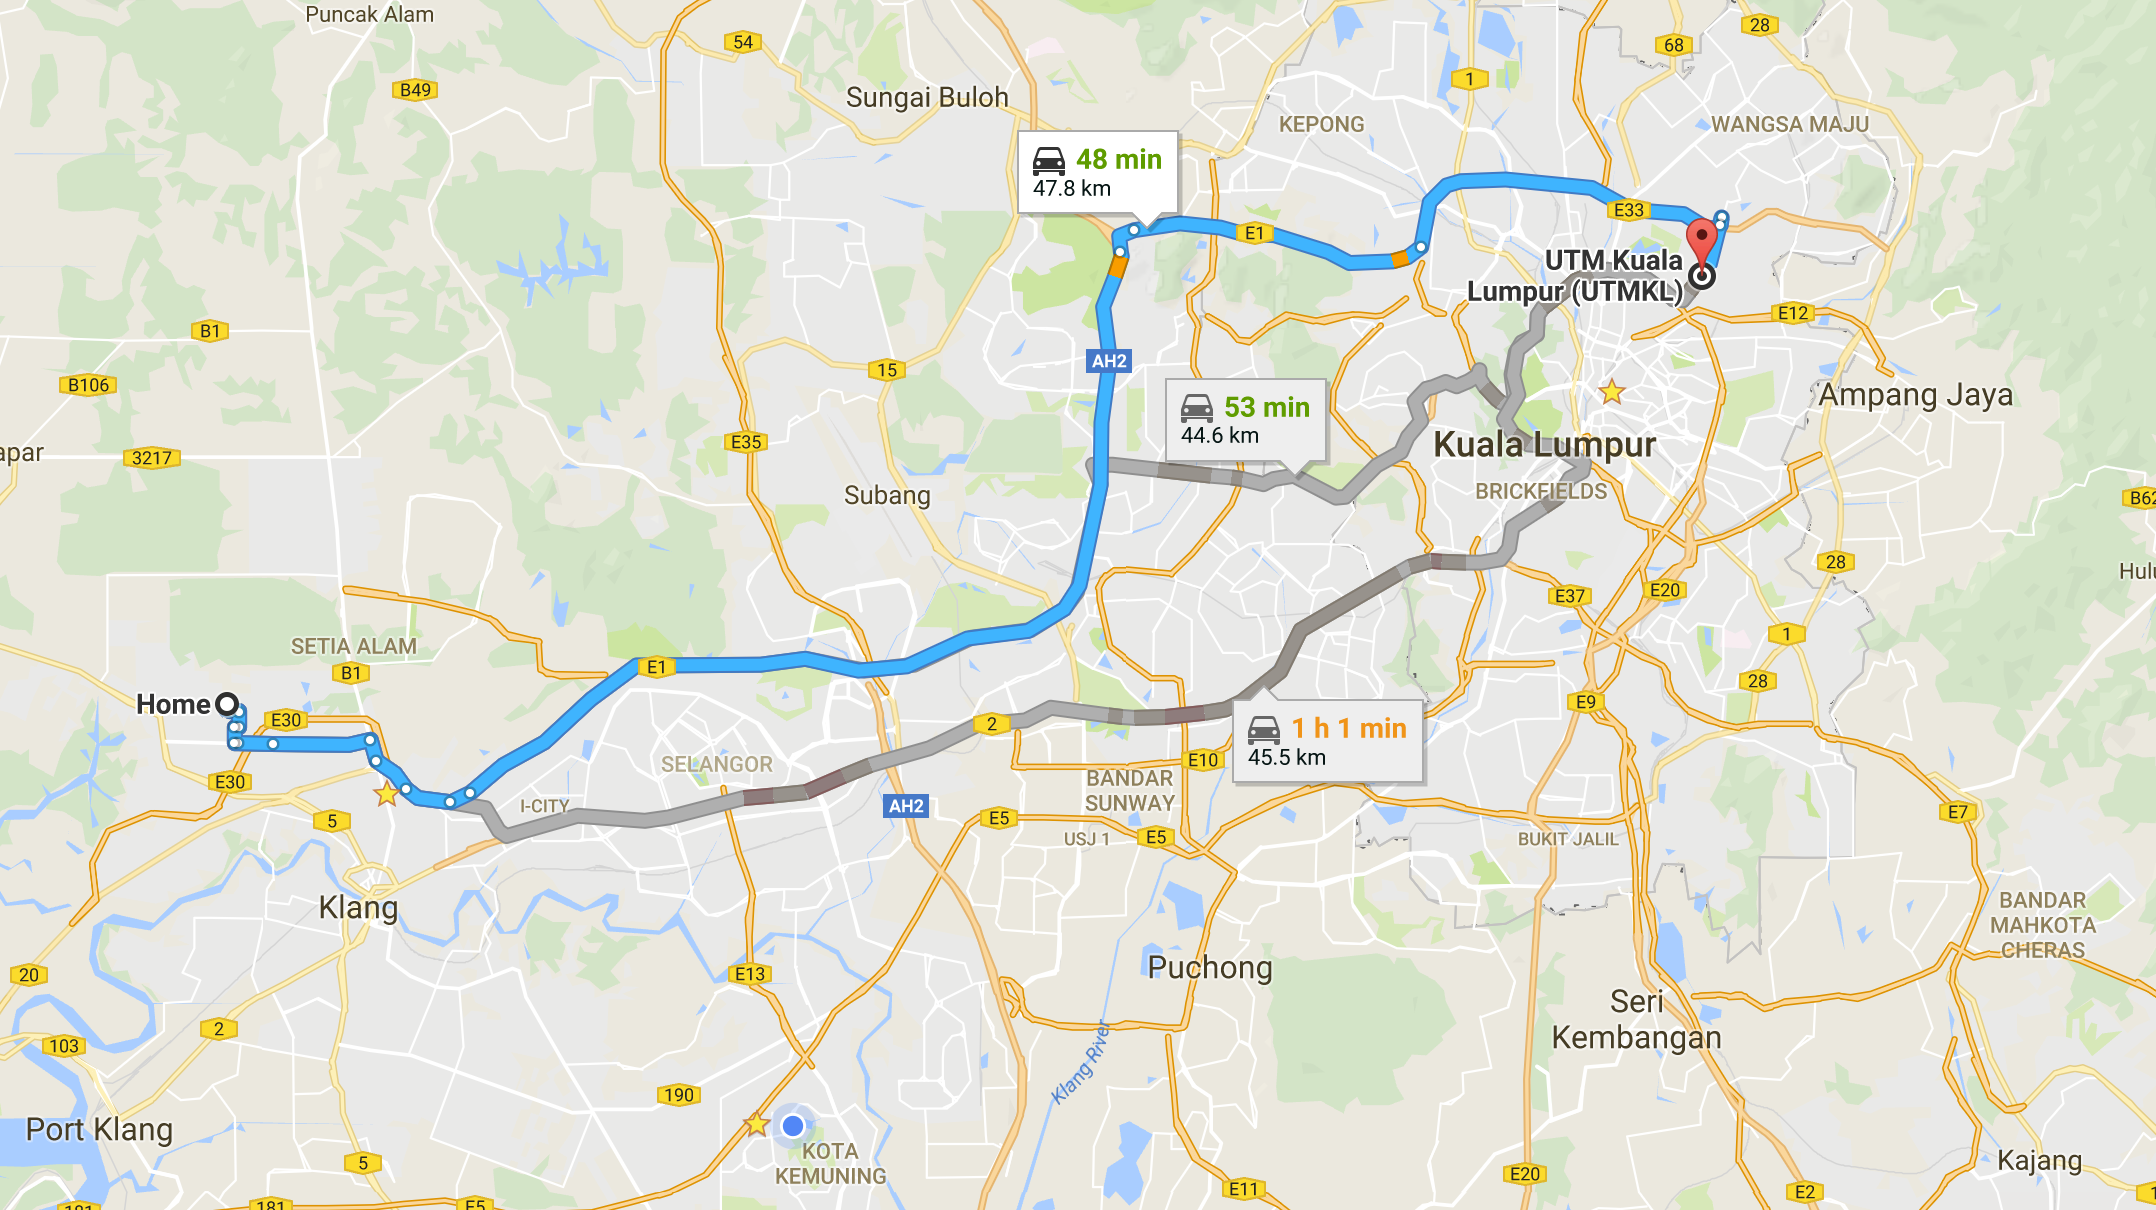 Puncak Alam
54
28
68
1
B49
Sungai Buloh
KEPONG
WANGSA MAJU
48 min
47.8 km
E33
E1
UTM Kuala
Lumpur (UTMKL)
B1
E12
AH2
15
B106
Ampang Jaya
53 min
44.6 km
E35
Kuala Lumpur
apar
3217
Subang
BRICKFIELDS
B62
28
Hulu
E37
E20
1
SETIA ALAM
B1
E1
28
Home
E30
2
E9
1 h 1 min
45.5 km
SELANGOR
E10
E30
BANDAR
SUNWAY
I-CITY
AH2
5
E5
E5
USJ 1
BUKIT JALIL
E7
Klang
BANDAR
MAHKOTA
CHERAS
20
E13
Puchong
Seri
Kembangan
2
103
Klang River
190
Port Klang
KOTA
KEMUNING
5
Kajang
E20
E11
E2
1
181
181
E5